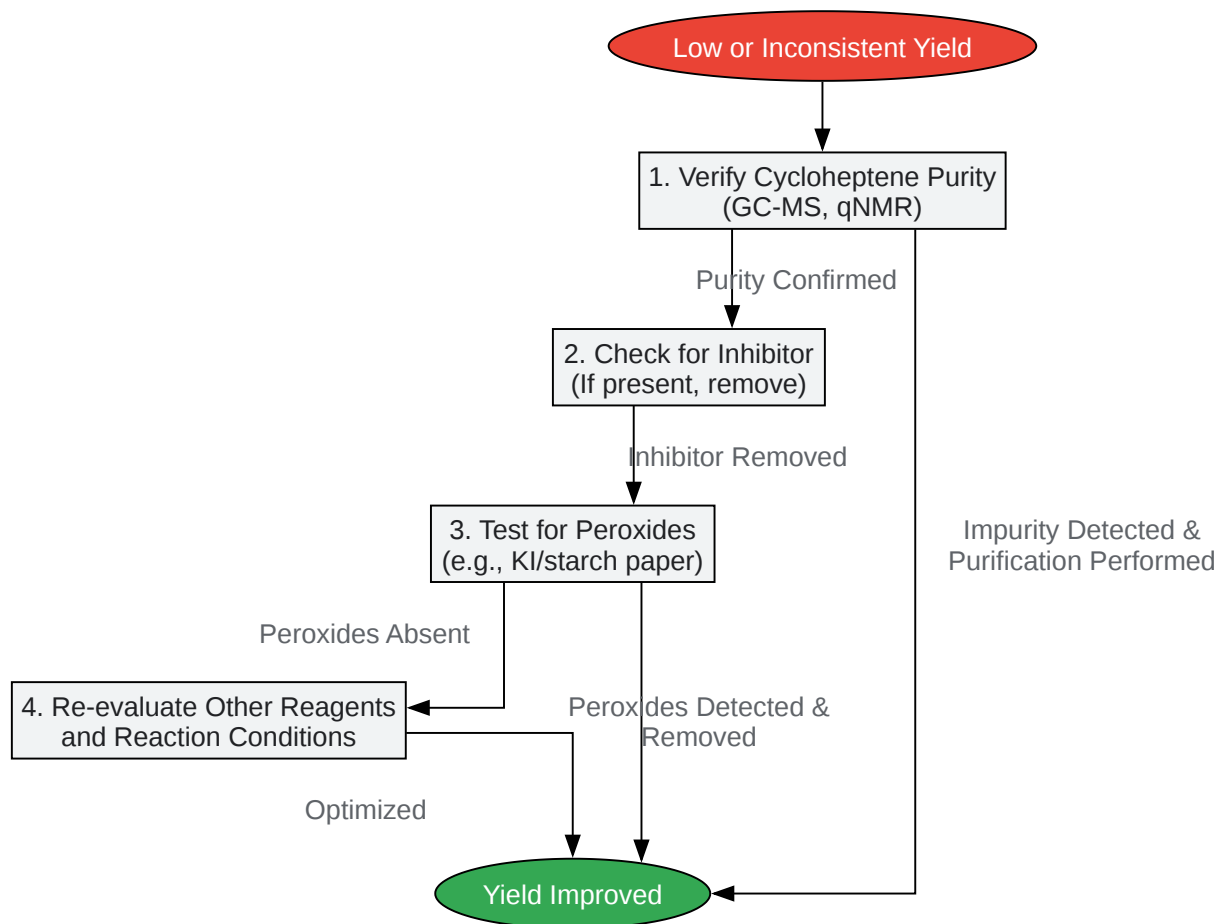 Low or Inconsistent Yield
1. Verify Cycloheptene Purity
(GC-MS, qNMR)
Purity Confirmed
2. Check for Inhibitor
(If present, remove)
Inhibitor Removed
3. Test for Peroxides
(e.g., KI/starch paper)
Impurity Detected &
Purification Performed
Peroxides Absent
4. Re-evaluate Other Reagents
and Reaction Conditions
Peroxides Detected &
Removed
Optimized
Yield Improved